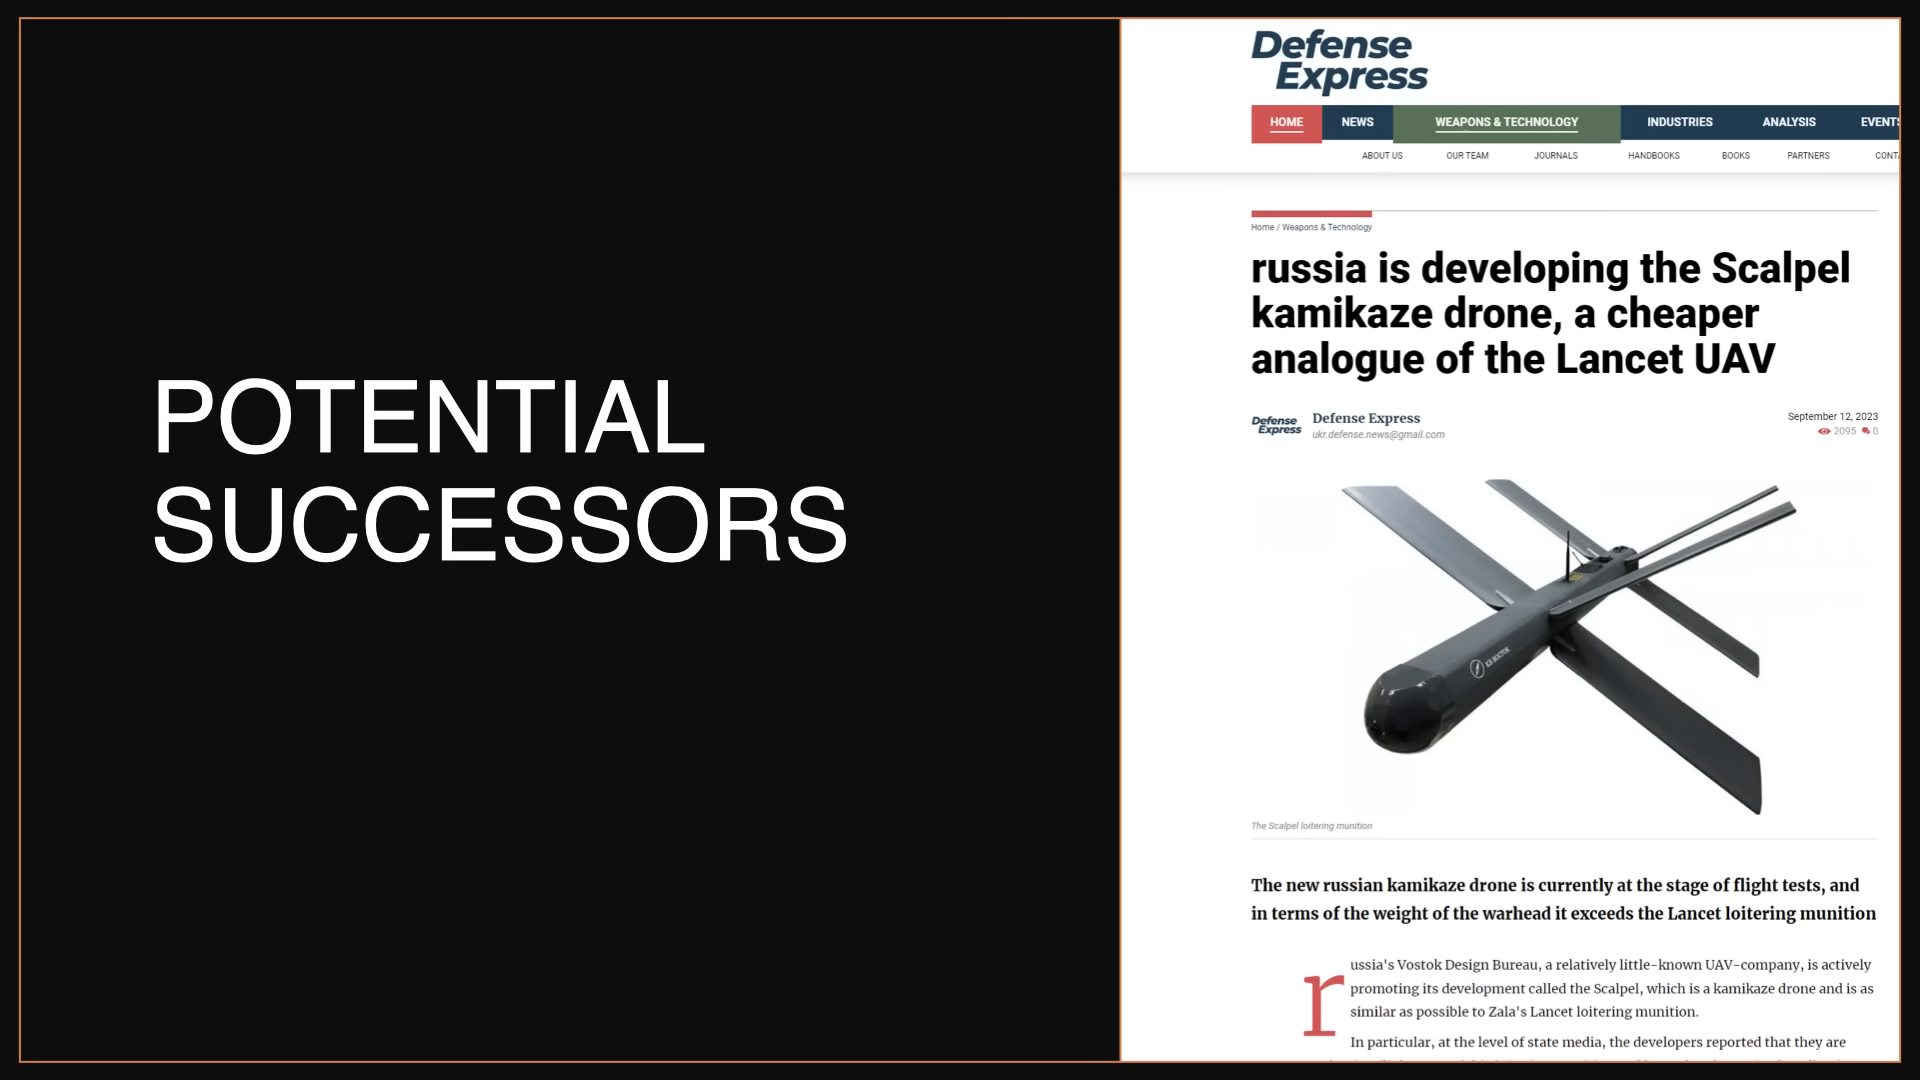 POTENTIAL
SUCCESSORS
Defense
Express
HOME NEWS WEAPONS & TECHNOLOGY INDUSTRIES ANALYSIS EVENTS
ABOUT US OUR TEAM JOURNALS HANDBOOKS BOOKS PARTNERS CONT
Home / Weapons & Technology
russia is developing the Scalpel
kamikaze drone, a cheaper
analogue of the Lancet UAV
Defense
Express
Defense Express
ukr.defense.news@gmail.com
September 12, 2023
2095 0
КБ ВОСТОК
The Scalpel loitering munition
The new russian kamikaze drone is currently at the stage of flight tests, and
in terms of the weight of the warhead it exceeds the Lancet loitering munition
russia's Vostok Design Bureau, a relatively little-known UAV-company, is actively
promoting its development called the Scalpel, which is a kamikaze drone and is as
similar as possible to Zala's Lancet loitering munition.
In particular, at the level of state media, the developers reported that they are